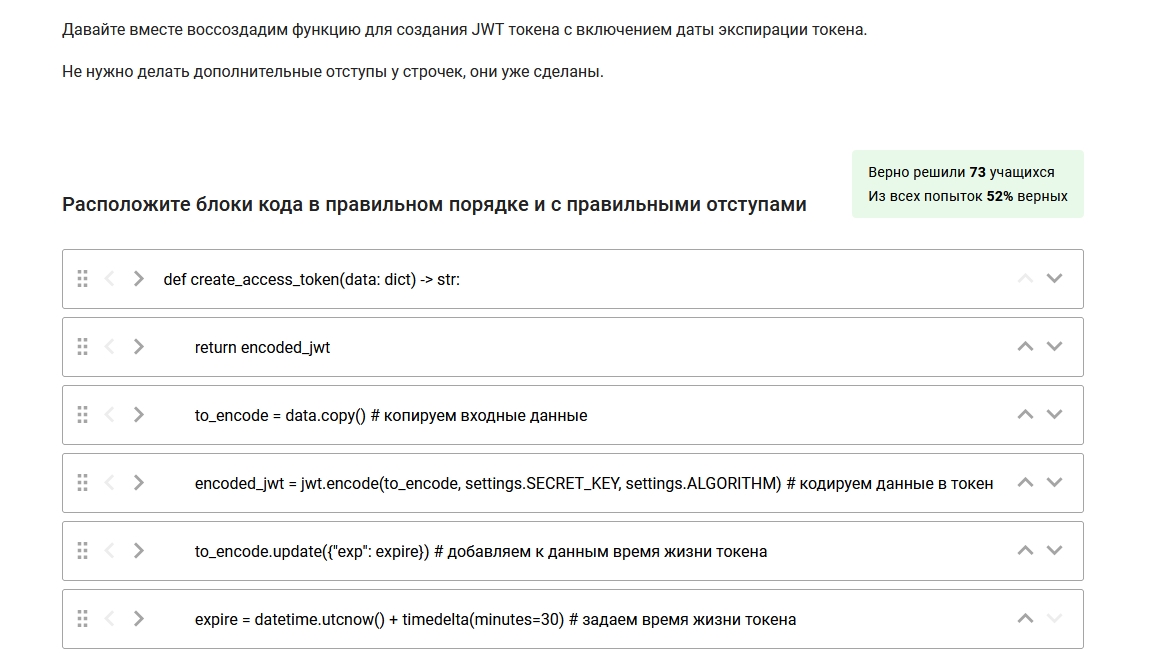 Давайте вместе воссоздадим функцию для создания JWT токена с включением даты экспирации токена.
Не нужно делать дополнительные отступы у строчек, они уже сделаны.
Верно решили 73 учащихся
Из всех попыток 52% верных
Расположите блоки кода в правильном порядке и с правильными отступами
def create_access_token(data: dict) -> str:
return encoded_jwt
to_encode = data.copy() # копируем входные данные
encoded_jwt = jwt.encode(to_encode, settings.SECRET_KEY, settings.ALGORITHM) # кодируем данные в токен
to_encode.update({"exp": expire}) # добавляем к данным время жизни токена
expire = datetime.utcnow() + timedelta(minutes=30) # задаем время жизни токена